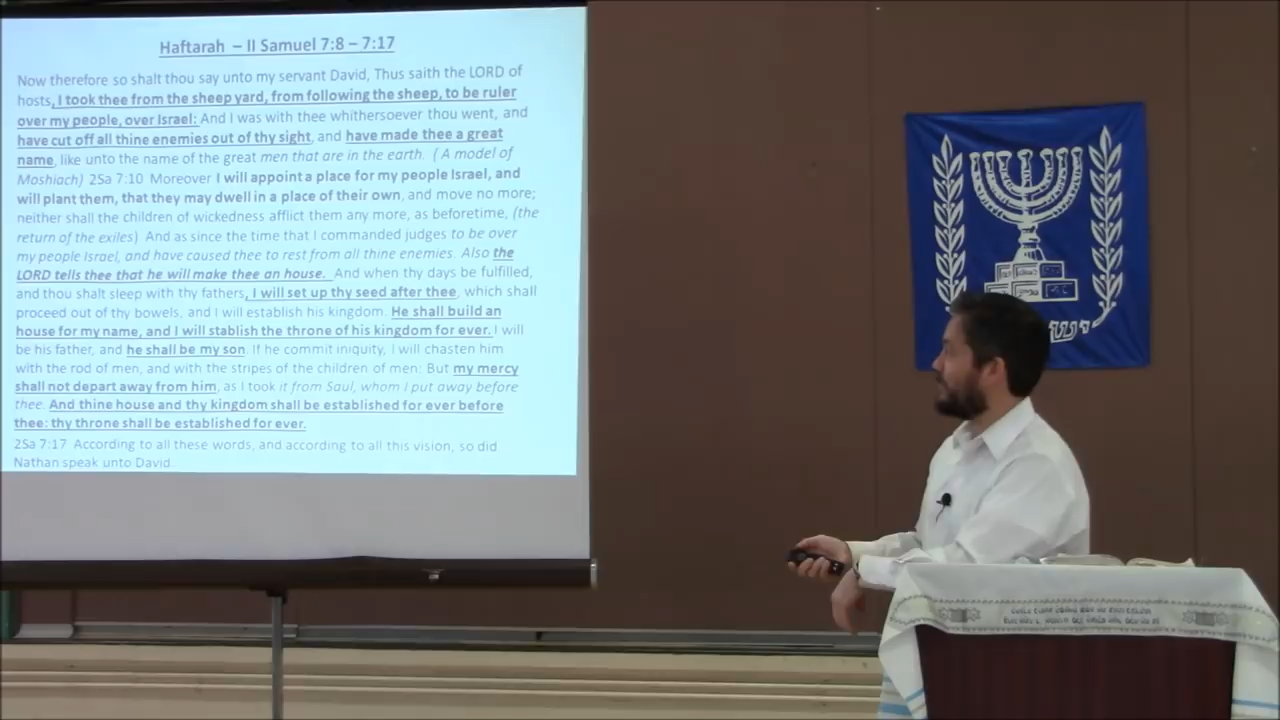 Haftarah – II Samuel 7:8 – 7:17
Now therefore so shalt thou say unto my servant David, Thus saith the LORD of
hosts, I took thee from the sheep yard, from following the sheep, to be ruler
over my people, over Israel: And I was with thee whithersoever thou went, and
have cut off all thine enemies out of thy sight, and have made thee a great
name, like unto the name of the great men that are in the earth. ( A model of
Moshiach) 2Sa 7:10 Moreover I will appoint a place for my people Israel, and
will plant them, that they may dwell in a place of their own, and move no more;
neither shall the children of wickedness afflict them any more, as beforetime, (the
return of the exiles) And as since the time that I commanded judges to be over
my people Israel, and have caused thee to rest from all thine enemies. Also the
LORD tells thee that he will make thee an house. And when thy days be fulfilled,
and thou shalt sleep with thy fathers, I will set up thy seed after thee, which shall
proceed out of thy bowels, and I will establish his kingdom. He shall build an
house for my name, and I will stablish the throne of his kingdom for ever. I will
be his father, and he shall be my son. If he commit iniquity, I will chasten him
with the rod of men, and with the stripes of the children of men: But my mercy
shall not depart away from him, as I took it from Saul, whom I put away before
thee. And thine house and thy kingdom shall be established for ever before
thee: thy throne shall be established for ever.
2Sa 7:17 According to all these words, and according to all this vision, so did
Nathan speak unto David.